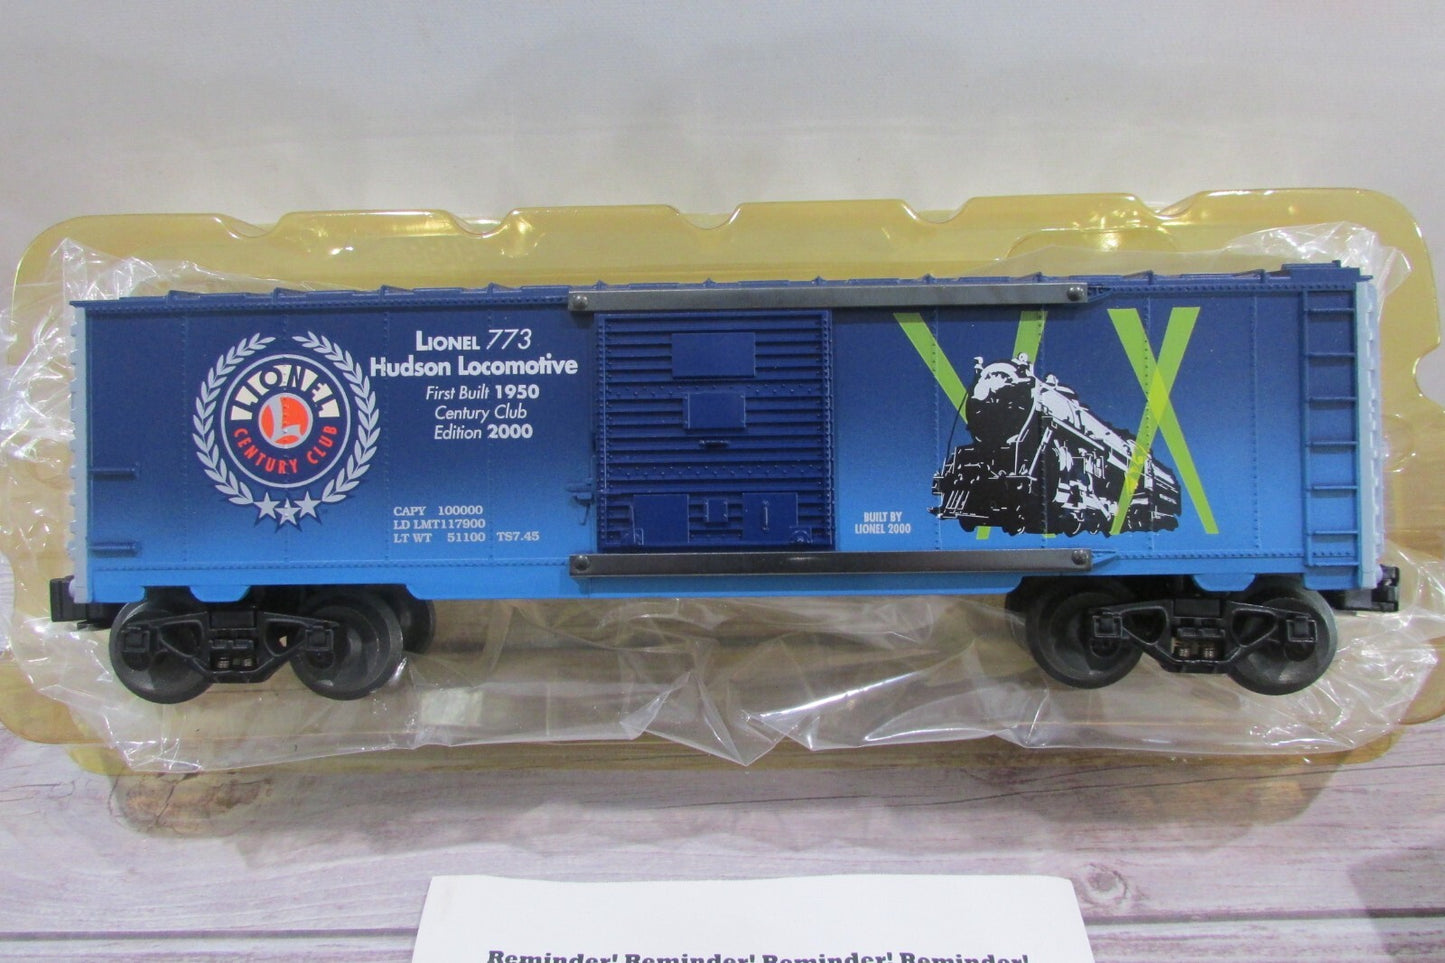 LIONEL
CENTURY CLUB
L
LIONEL 773
Hudson Locomotive
First Built 1950
Century Club
Edition 2000
CAPY 100000
LD LMT117900
LT WT 51100 TS7.45
BUILT BY
LIONEL 2000
Reminder! Reminder! Reminder! Reminder!